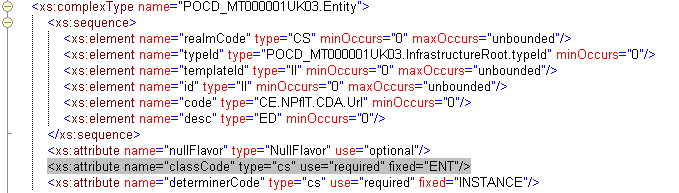 <xs:complexType name="POCD_MT000001UK03.Entity">
<xs:sequence>
<xs:element name="realmCode" type="CS" minOccurs="0" maxOccurs="unbounded"/>
<xs:element name="typeId" type="POCD_MT000001UK03.InfrastructureRoot.typeId" minOccurs="0"/>
<xs:element name="templateId" type="II" minOccurs="0" maxOccurs="unbounded"/>
<xs:element name="id" type="II" minOccurs="0" maxOccurs="unbounded"/>
<xs:element name="code" type="CE.NPfIT.CDA.Url" minOccurs="0"/>
<xs:element name="desc" type="ED" minOccurs="0"/>
</xs:sequence>
<xs:attribute name="nullFlavor" type="NullFlavor" use="optional"/>
<xs:attribute name="classCode" type="cs" use="required" fixed="ENT"/>
<xs:attribute name="determinerCode" type="cs" use="required" fixed="INSTANCE"/>